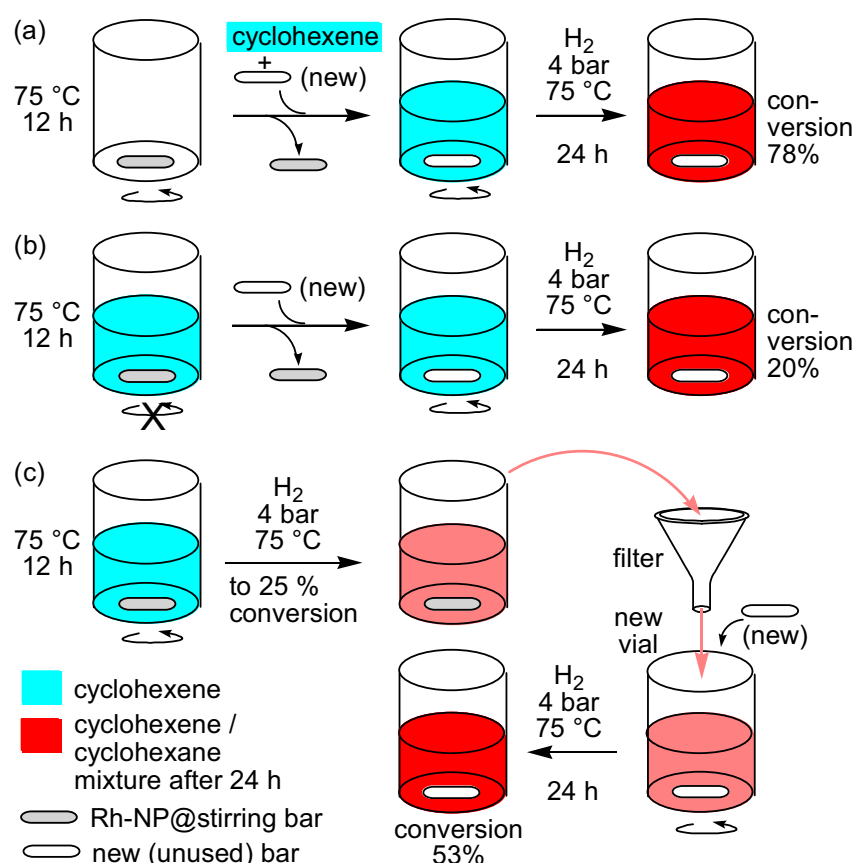 (a)
75 °C
12 h
cyclohexene
+
(new)
H2
4 bar
75 °C
24 h
con-
version
78%
(b)
75 °C
12 h
X
(new)
H2
4 bar
75 °C
24 h
con-
version
20%
(c)
75 °C
12 h
H2
4 bar
75 °C
to 25 %
conversion
filter
new
vial
(new)
H2
4 bar
75 °C
24 h
conversion
53%
cyclohexene
cyclohexene /
cyclohexane
mixture after 24 h
Rh-NP@stirring bar
new (unused) bar